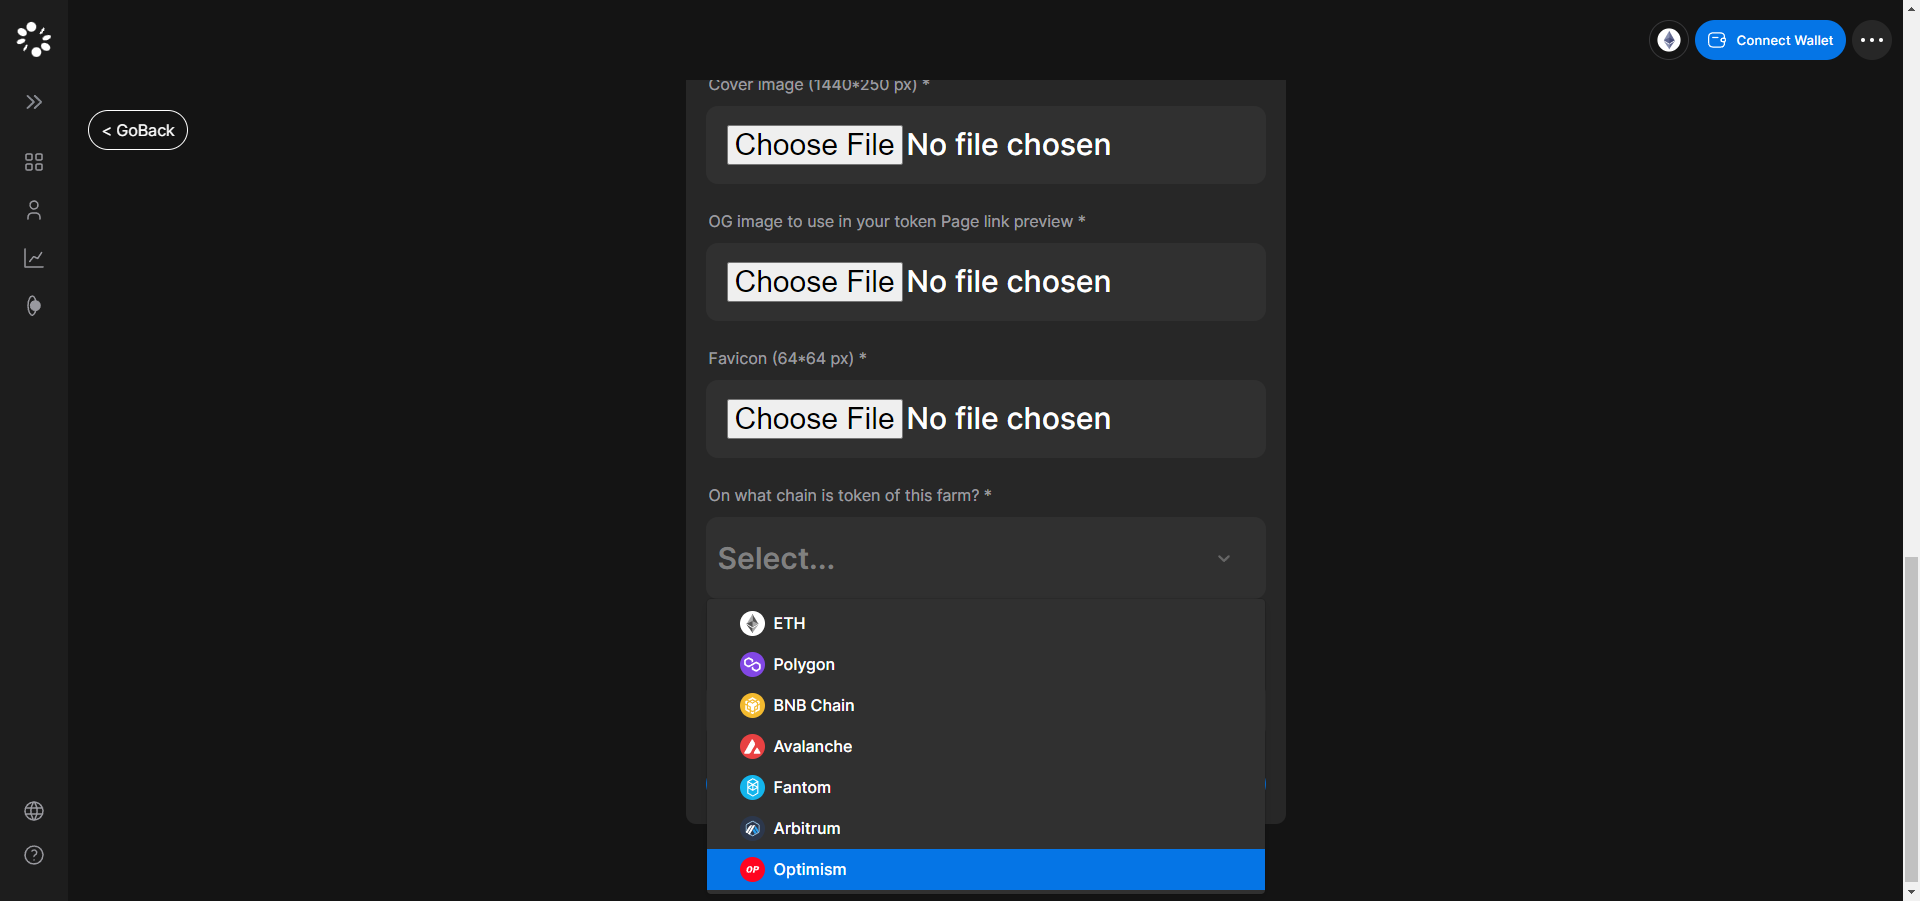 Connect Wallet
< GoBack
Cover image (1440*250 px) *
Choose File No file chosen
OG image to use in your token Page link preview *
Choose File No file chosen
Favicon (64*64 px) *
Choose File No file chosen
On what chain is token of this farm? *
Select...
ETH
Polygon
BNB Chain
Avalanche
Fantom
Arbitrum
OP Optimism